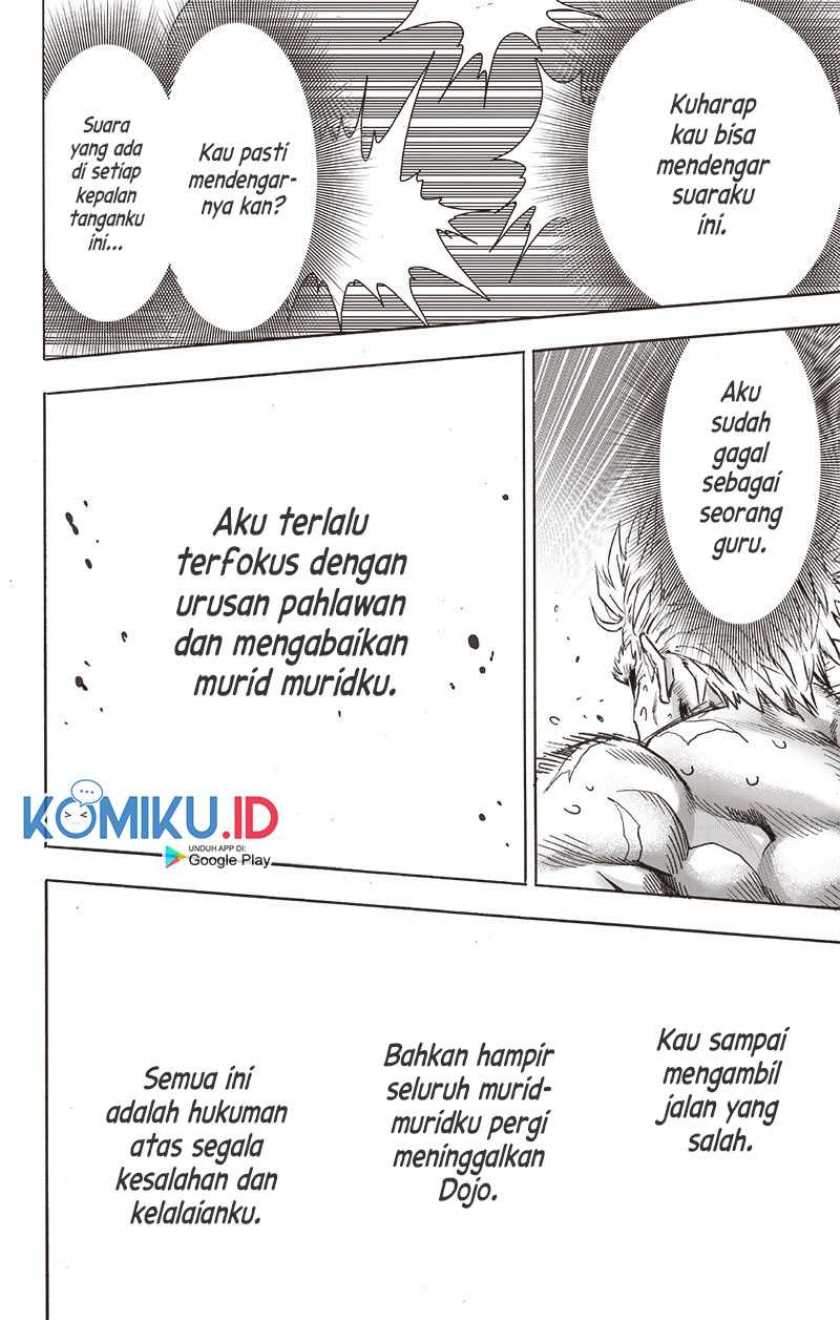 Kuharap
kau bisa
mendengar
suaraku
ini.
Kau pasti
mendengar-
nya kan?
Suara
yang ada
di setiap
kepalan
tanganku
ini...
Aku
sudah
gagal
sebagai
seorang
guru.
Aku terlalu
terfokus dengan
urusan pahlawan
dan mengabaikan
murid muridku.
KOMIKU.ID
UNDUH APP DI:
Google Play
Kau sampai
mengambil
jalan yang
salah.
Bahkan hampir
seluruh murid-
muridku pergi
meninggalkan
Dojo.
Semua ini
adalah hukuman
atas segala
kesalahan dan
kelalaianku.